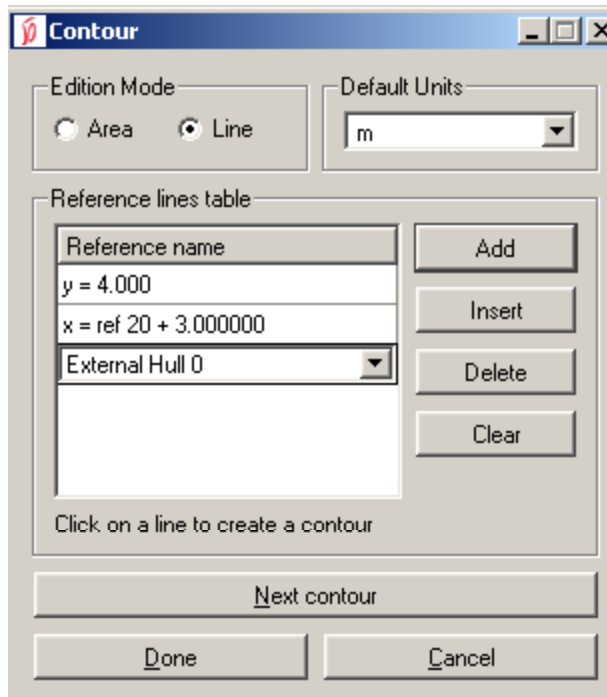 Contour
Edition Mode
Area
Line
Default Units
m
Reference lines table
Reference name
y = 4.000
x = ref 20 + 3.000000
External Hull 0
Add
Insert
Delete
Clear
Click on a line to create a contour
Next contour
Done
Cancel